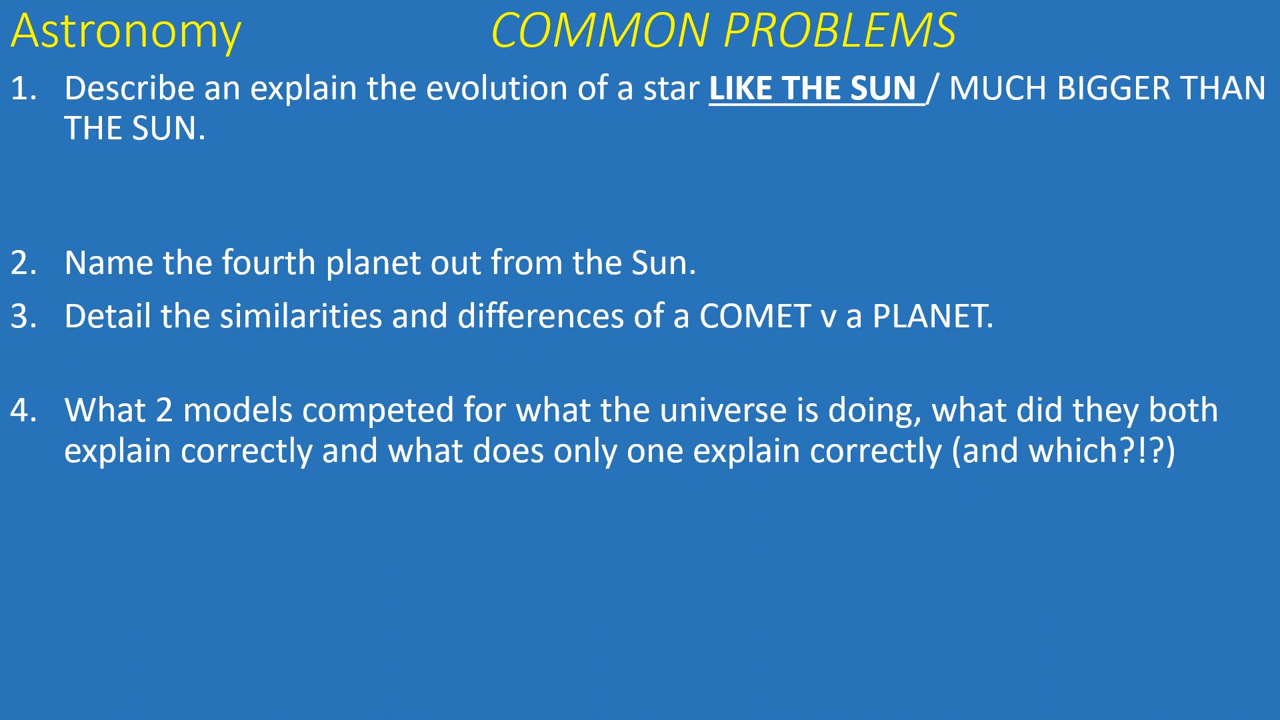 Astronomy COMMON PROBLEMS
1. Describe an explain the evolution of a star LIKE THE SUN / MUCH BIGGER THAN
THE SUN.
2. Name the fourth planet out from the Sun.
3. Detail the similarities and differences of a COMET v a PLANET.
4. What 2 models competed for what the universe is doing, what did they both
explain correctly and what does only one explain correctly (and which?!?)